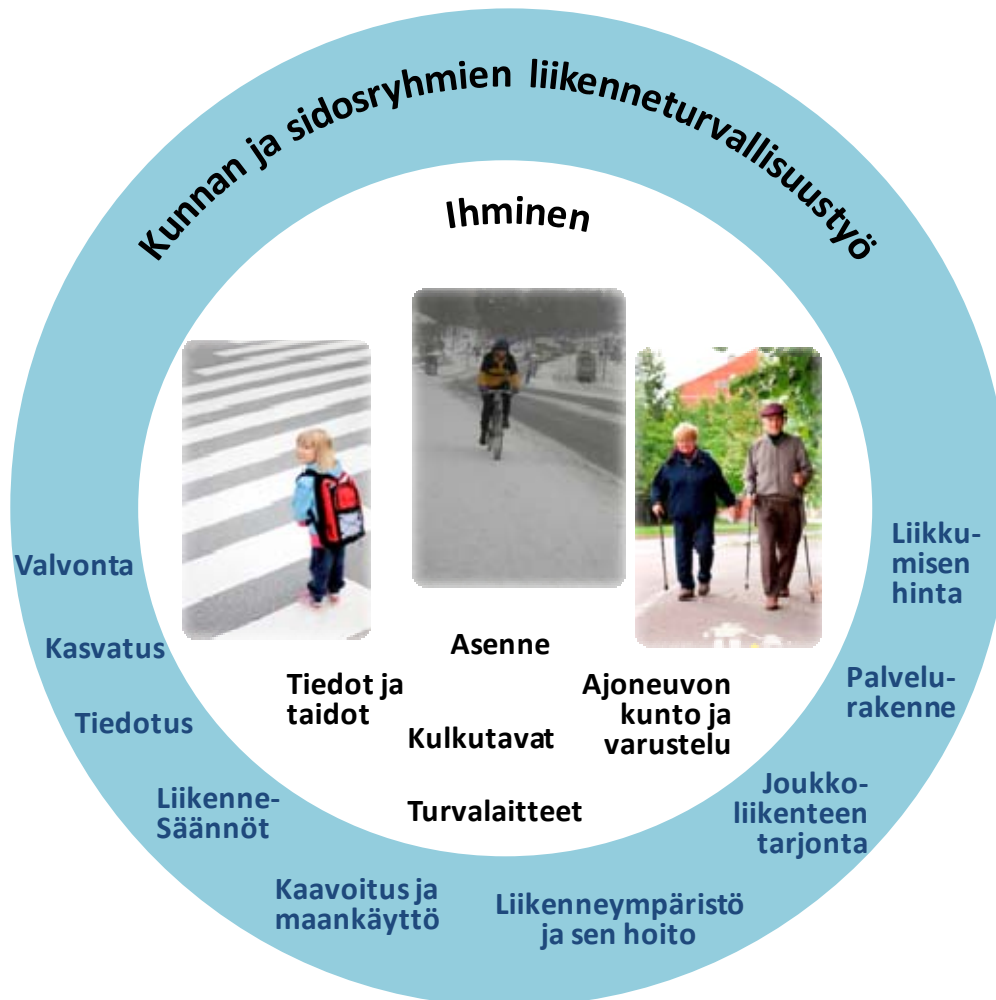 Kunnan ja sidosryhmien liikenneturvallisuustyö
Ihminen
Asenne
Tiedot ja
taidot
Kulkutavat
Ajoneuvon
kunto ja
varustelu
Turvalaitteet
Valvonta
Kasvatus
Tiedotus
Liikenne-
Säännöt
Kaavoitus ja
maankäyttö
Liikenneympäristö
ja sen hoito
Joukko-
liikenteen
tarjonta
Palvelu-
rakenne
Liikku-
misen
hinta